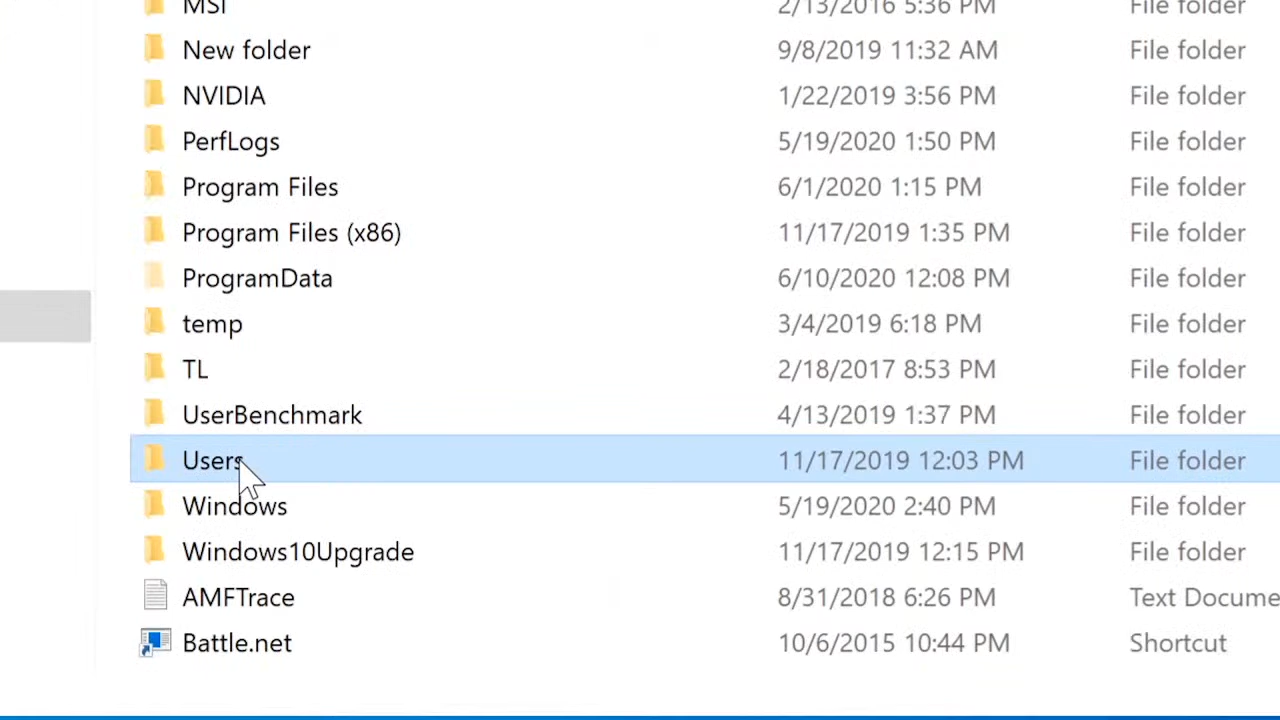 MSI 2/13/2016 5:36 PM File folder
New folder 9/8/2019 11:32 AM File folder
NVIDIA 1/22/2019 3:56 PM File folder
PerfLogs 5/19/2020 1:50 PM File folder
Program Files 6/1/2020 1:15 PM File folder
Program Files (x86) 11/17/2019 1:35 PM File folder
ProgramData 6/10/2020 12:08 PM File folder
temp 3/4/2019 6:18 PM File folder
TL 2/18/2017 8:53 PM File folder
UserBenchmark 4/13/2019 1:37 PM File folder
Users 11/17/2019 12:03 PM File folder
Windows 5/19/2020 2:40 PM File folder
Windows10Upgrade 11/17/2019 12:15 PM File folder
AMFTrace 8/31/2018 6:26 PM Text Docume
Battle.net 10/6/2015 10:44 PM Shortcut